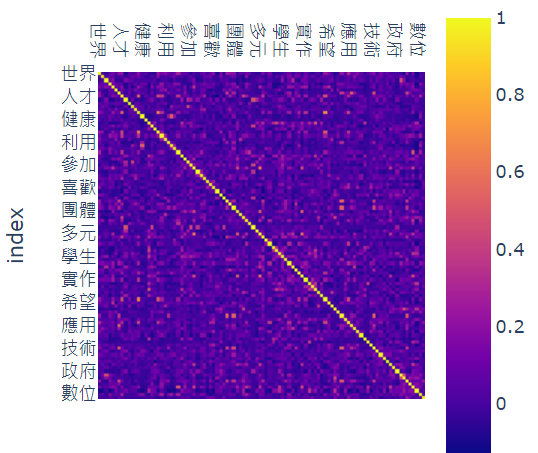 世界
人才
健康
利用
參加
喜歡
團體
多元
學生
實作
希望
應用
技術
政府
數位
1
世界
人才
健康
利用
參加
喜歡
團體
多元
學生
實作
希望
應用
技術
政府
數位
index
0.8
0.6
0.4
0.2
0